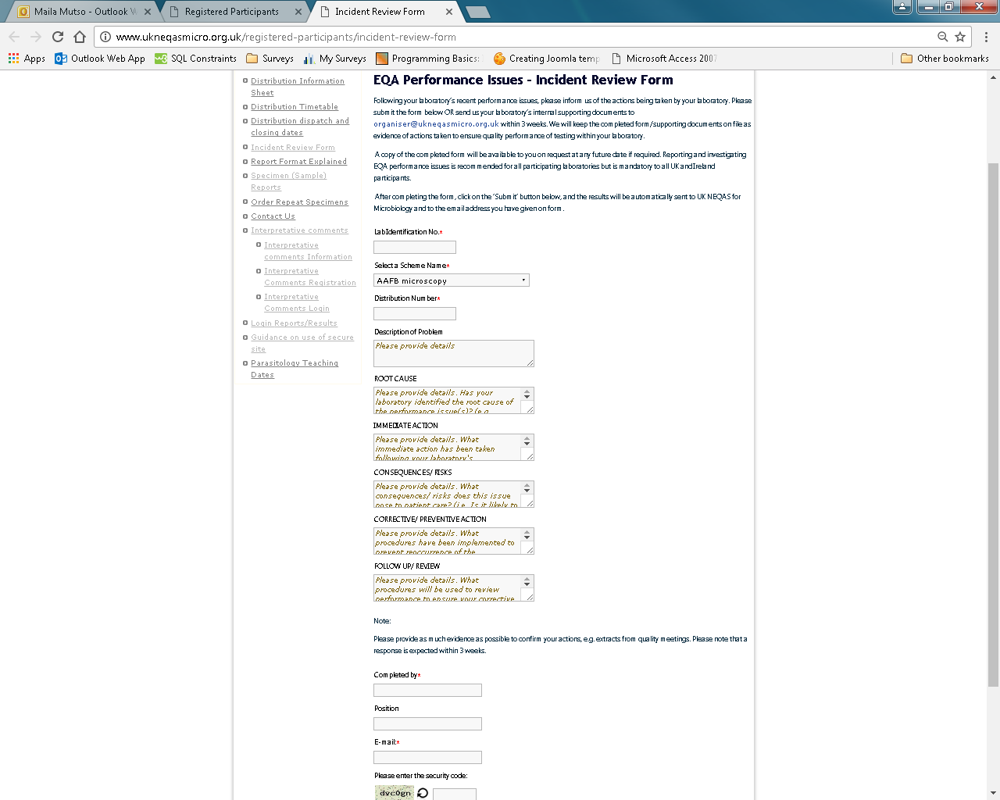 Maila Mutso - Outlook W
Registered Participants
Incident Review Form
www.ukneqasmicro.org.uk/registered-participants/incident-review-form
Apps
Outlook Web App
SQL Constraints
Surveys
My Surveys
Programming Basics:
Creating Joomla temp
Microsoft Access 2007
Other bookmarks
Distribution Information
Sheet
Distribution Timetable
Distribution dispatch and
closing dates
Incident Review Form
Report Format Explained
Specimen (Sample)
Reports
Order Repeat Specimens
Contact Us
Interpretative comments
Interpretative
comments Information
Interpretative
Comments Registration
Interpretative
Comments Login
Login Reports/Results
Guidance on use of secure
site
Parasitology Teaching
Dates
EQA Performance Issues - Incident Review Form
Following your laboratory's recent performance issues, please inform us of the actions being taken by your laboratory. Please
submit the form below OR send us your laboratory's internal supporting documents to
organiser@ukneqasmicro.org.uk within 3 weeks. We will keep the completed form/supporting documents on file as
evidence of actions taken to ensure quality performance of testing within your laboratory.
A copy of the completed form will be available to you on request at any future date if required. Reporting and investigating
EQA performance issues is recommended for all participating laboratories but is mandatory to all UK and Ireland
participants.
After completing the form, click on the 'Submit' button below, and the results will be automatically sent to UK NEQAS for
Microbiology and to the email address you have given on form.
Lab Identification No.*
Select a Scheme Name*
AAFB microscopy
Distribution Number*
Description of Problem
Please provide details
ROOT CAUSE
Please provide details. Has your
laboratory identified the root cause of
the performance issue(s)? (e.g.
IMMEDIATE ACTION
Please provide details. What
immediate action has been taken
following your laboratory's
CONSEQUENCES/ RISKS
Please provide details. What
consequences/ risks does this issue
pose to patient care? (i.e. Is it likely to
CORRECTIVE/ PREVENTIVE ACTION
Please provide details. What
procedures have been implemented to
prevent reoccurrence of the
FOLLOW UP/ REVIEW
Please provide details. What
procedures will be used to review
performance to ensure your corrective
Note:
Please provide as much evidence as possible to confirm your actions, e.g. extracts from quality meetings. Please note that a
response is expected within 3 weeks.
Completed by*
Position
E-mail:*
Please enter the security code:
dvc0gn